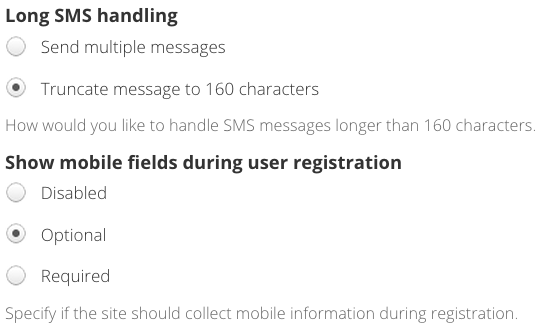 Long SMS handling
Send multiple messages
Truncate message to 160 characters
How would you like to handle SMS messages longer than 160 characters.
Show mobile fields during user registration
Disabled
Optional
Required
Specify if the site should collect mobile information during registration.